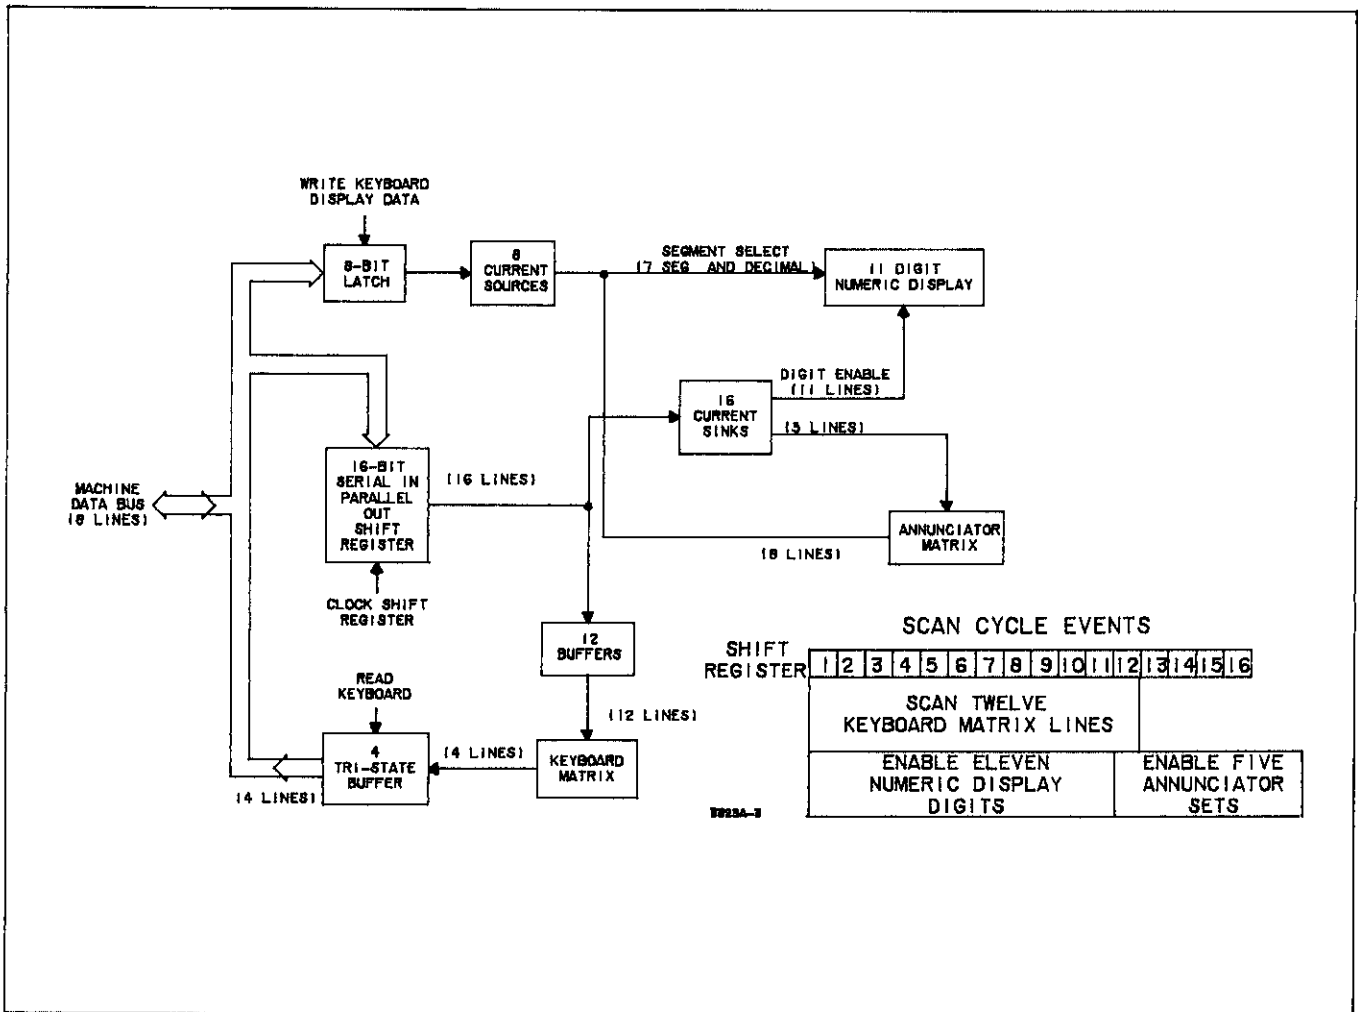 WRITE KEYBOARD
DISPLAY DATA
8-BIT
LATCH
8
CURRENT
SOURCES
SEGMENT SELECT
(7 SEG AND DECIMAL)
11 DIGIT
NUMERIC DISPLAY
DIGIT ENABLE
(11 LINES)
16
CURRENT
SINKS
(5 LINES)
MACHINE
DATA BUS
(8 LINES)
16-BIT
SERIAL IN
PARALLEL
OUT
SHIFT
REGISTER
(16 LINES)
ANNUNCIATOR
MATRIX
(8 LINES)
CLOCK SHIFT
REGISTER
12
BUFFERS
(12 LINES)
READ
KEYBOARD
4
TRI-STATE
BUFFER
(4 LINES)
KEYBOARD
MATRIX
(4 LINES)
SCAN CYCLE EVENTS
SHIFT
REGISTER
1 2 3 4 5 6 7 8 9 10 11 12 13 14 15 16
SCAN TWELVE
KEYBOARD MATRIX LINES
ENABLE ELEVEN
NUMERIC DISPLAY
DIGITS
ENABLE FIVE
ANNUNCIATOR
SETS